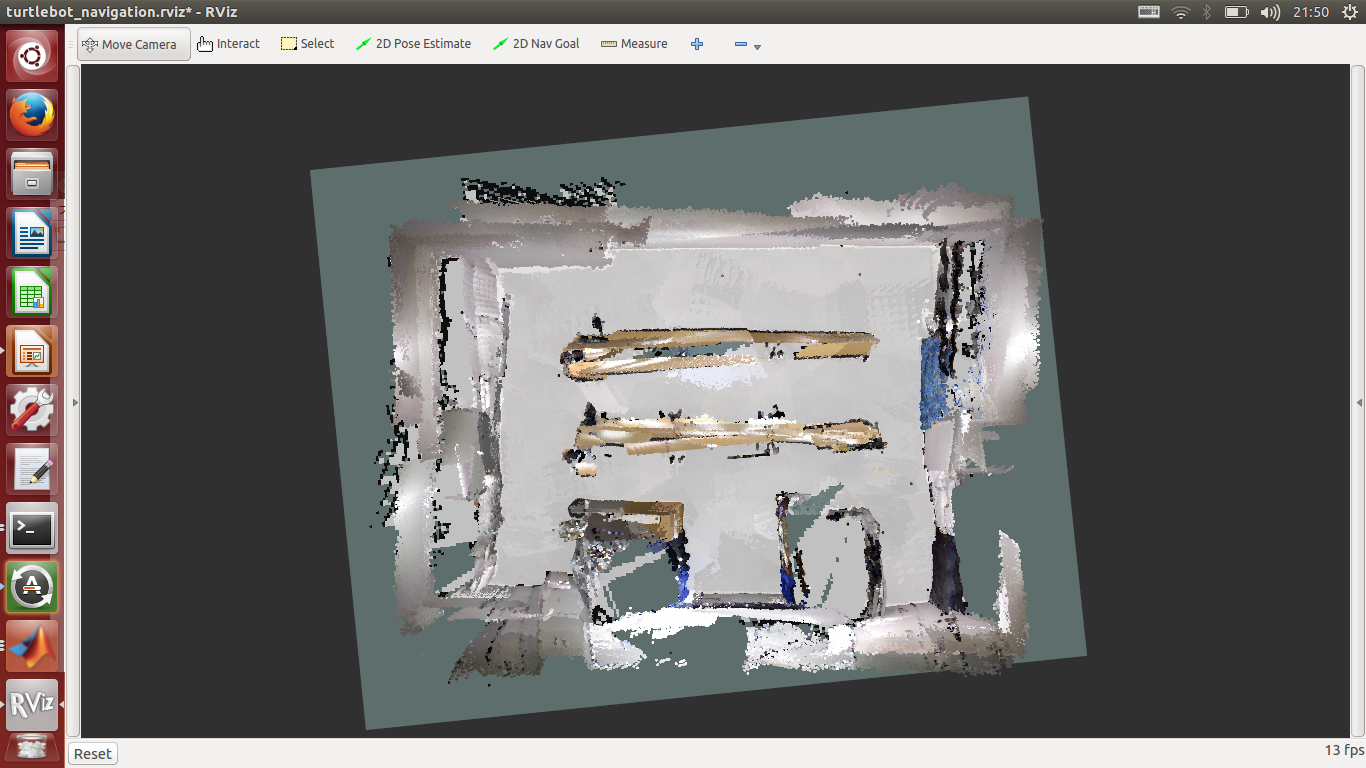 turtlebot_navigation.rviz* - RViz
21:50
Move Camera
Interact
Select
2D Pose Estimate
2D Nav Goal
Measure
RViz
Reset
13 fps